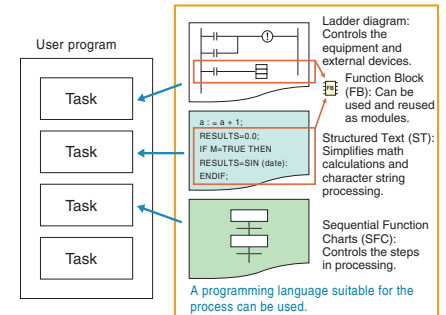 User program
Task
Task
Task
Task
Ladder diagram:
Controls the
equipment and
external devices.
FB
Function Block
(FB): Can be
used and reused
as modules.
a : = a + 1;
RESULTS=0.0;
IF M=TRUE THEN
RESULTS=SIN (date):
ENDIF;
Structured Text (ST):
Simplifies math
calculations and
character string
processing.
Sequential Function
Charts (SFC):
Controls the steps
in processing.
A programming language suitable for the
process can be used.